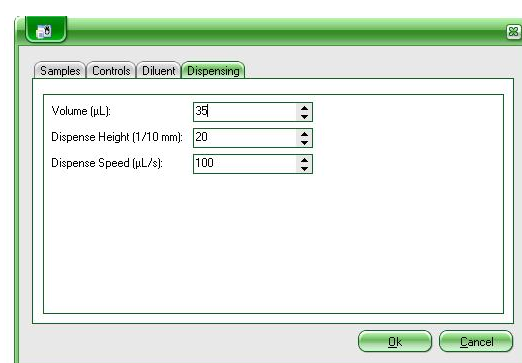 Samples Controls Diluent Dispensing
Volume (µL): 35
Dispense Height (1/10 mm): 20
Dispense Speed (µL/s): 100
Ok Cancel